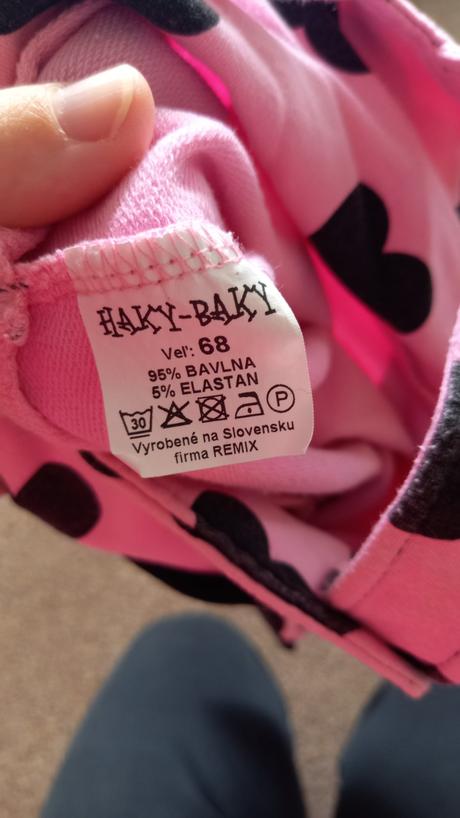 HAKY-BAKY
Veľ: 68
95% BAVLNA
5% ELASTAN
30 P
Vyrobené na Slovensku
firma REMIX